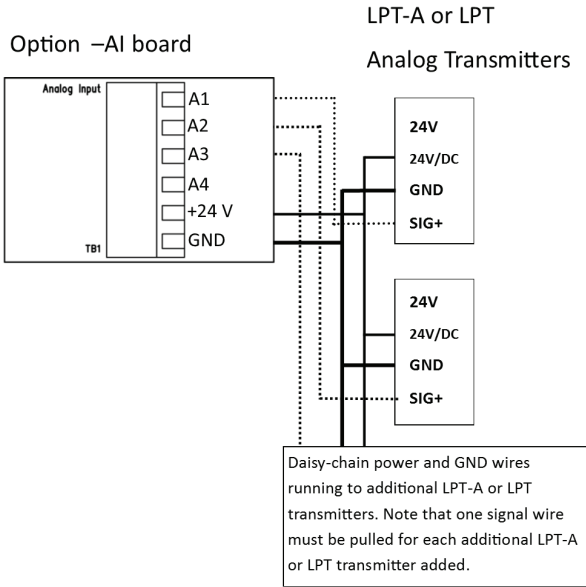 LPT-A or LPT
Analog Transmitters
Option –AI board
Analog Input
A1
A2
A3
A4
+24 V
GND
TB1
24V
24V/DC
GND
SIG+
24V
24V/DC
GND
SIG+
Daisy-chain power and GND wires
running to additional LPT-A or LPT
transmitters. Note that one signal wire
must be pulled for each additional LPT-A
or LPT transmitter added.